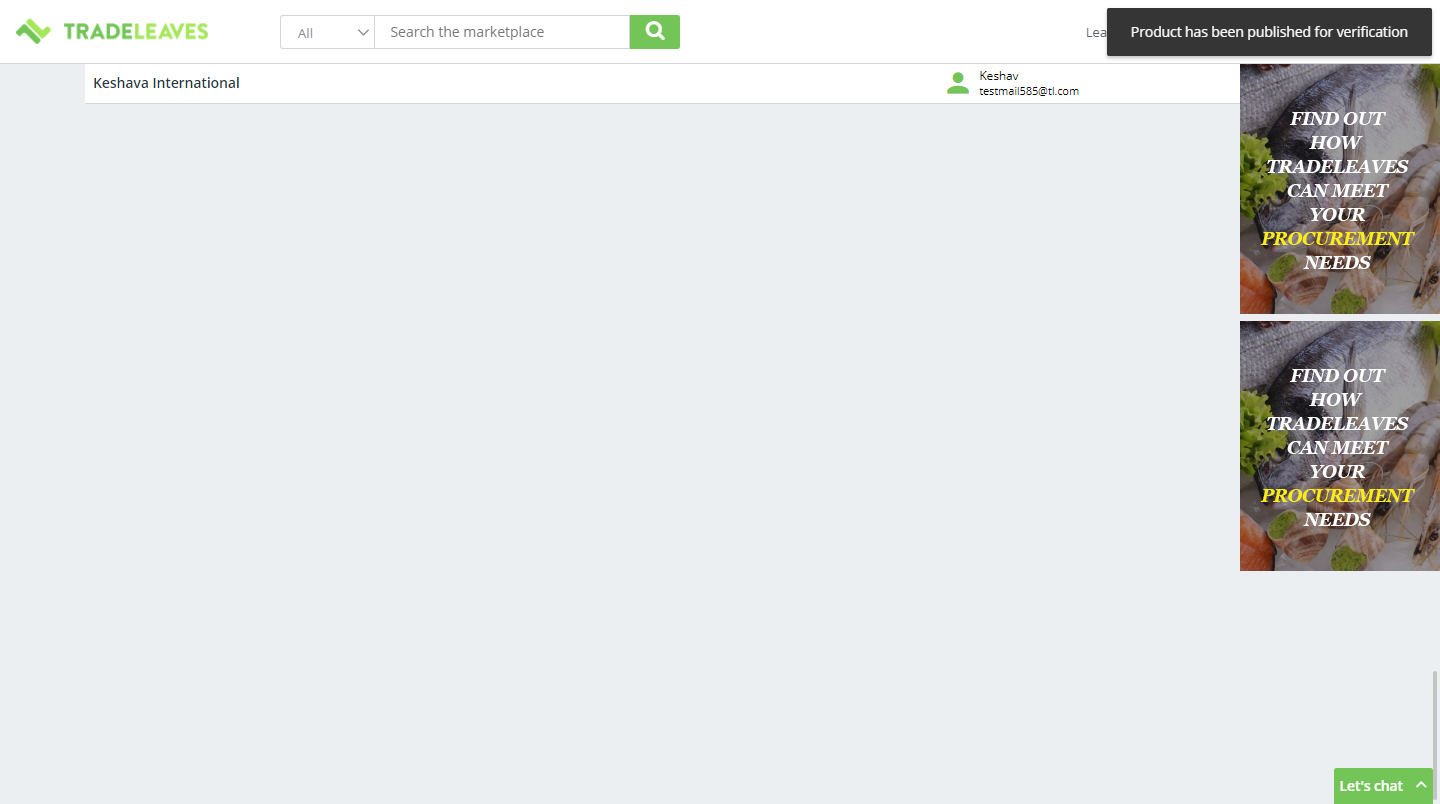 TRADELEAVES
All
Search the marketplace
Lea
Product has been published for verification
Keshava International
Keshav
testmail585@tl.com
FIND OUT
HOW
TRADELEAVES
CAN MEET
YOUR
PROCUREMENT
NEEDS
FIND OUT
HOW
TRADELEAVES
CAN MEET
YOUR
PROCUREMENT
NEEDS
Let's chat